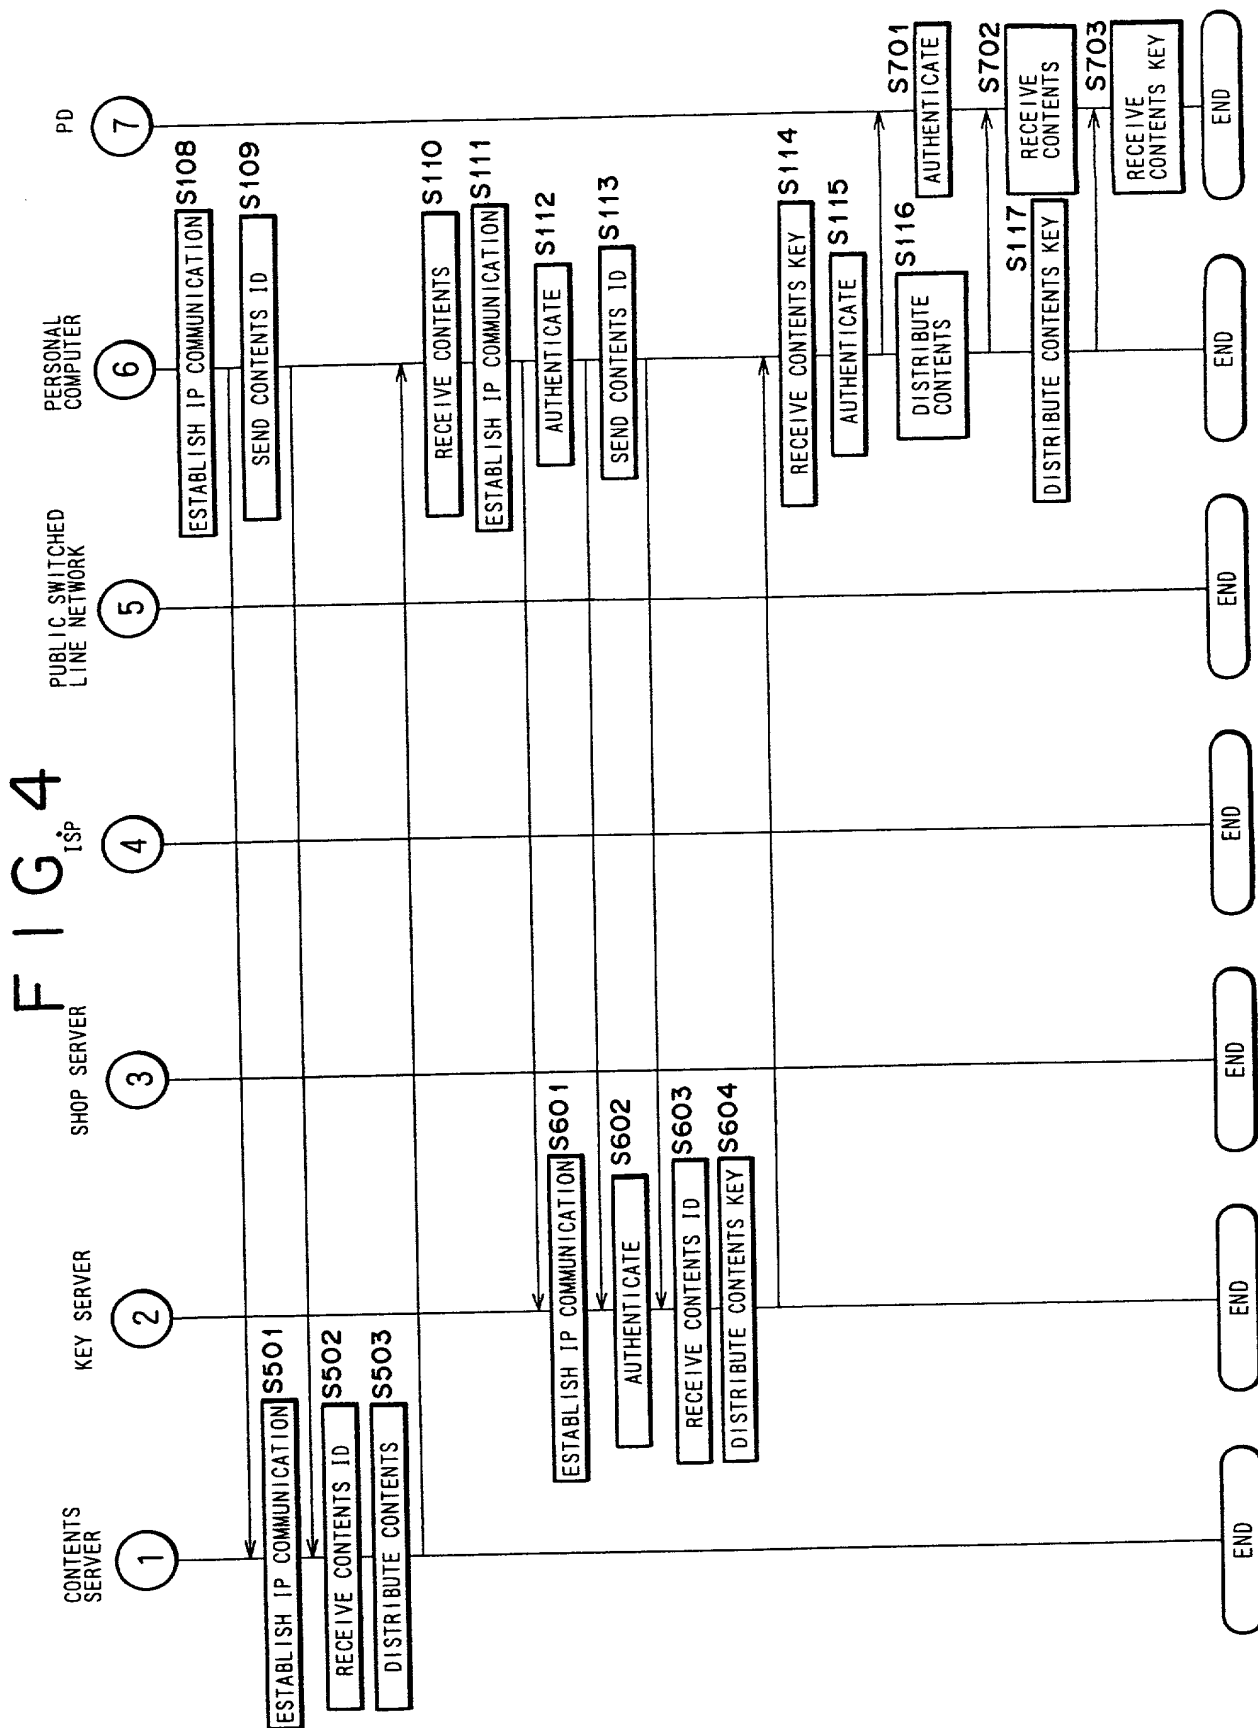 FIG. 4
CONTENTS
SERVER
1
KEY SERVER
2
SHOP SERVER
3
ISP
4
PUBLIC SWITCHED
LINE NETWORK
5
PERSONAL
COMPUTER
6
PD
7
ESTABLISH IP COMMUNICATION
S108
SEND CONTENTS ID
S109
ESTABLISH IP COMMUNICATION
S501
RECEIVE CONTENTS ID
S502
DISTRIBUTE CONTENTS
S503
RECEIVE CONTENTS
S110
ESTABLISH IP COMMUNICATION
S111
AUTHENTICATE
S112
SEND CONTENTS ID
S113
ESTABLISH IP COMMUNICATION
S601
AUTHENTICATE
S602
RECEIVE CONTENTS ID
S603
DISTRIBUTE CONTENTS KEY
S604
RECEIVE CONTENTS KEY
S114
AUTHENTICATE
S115
DISTRIBUTE
CONTENTS
S116
DISTRIBUTE CONTENTS KEY
S117
AUTHENTICATE
S701
RECEIVE
CONTENTS
S702
RECEIVE
CONTENTS KEY
S703
END
END
END
END
END
END
END